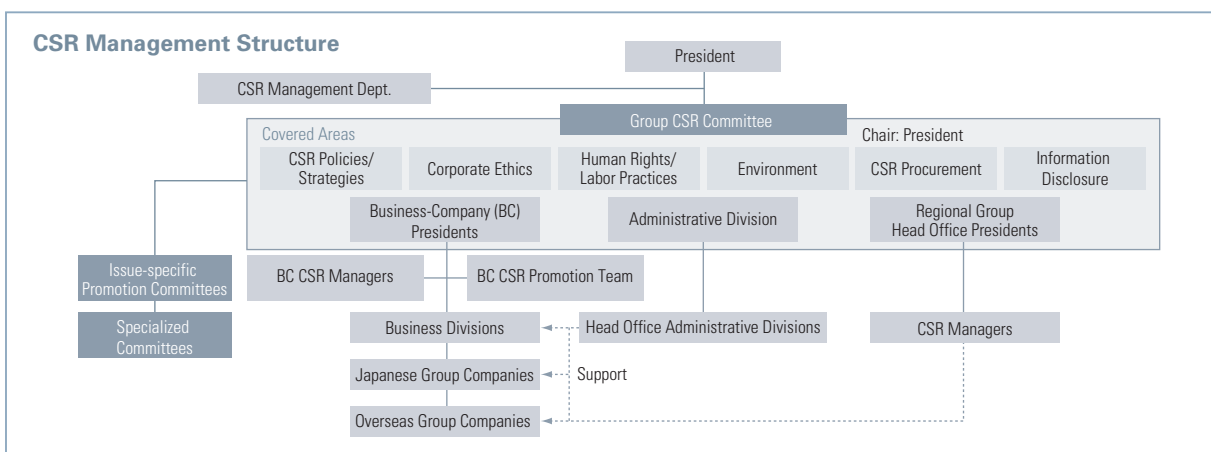 CSR Management Structure
President
CSR Management Dept.
Group CSR Committee
Covered Areas
Chair: President
CSR Policies/
Strategies
Corporate Ethics
Human Rights/
Labor Practices
Environment
CSR Procurement
Information
Disclosure
Business-Company (BC)
Presidents
Administrative Division
Regional Group
Head Office Presidents
Issue-specific
Promotion Committees
BC CSR Managers
BC CSR Promotion Team
Specialized
Committees
Business Divisions
Head Office Administrative Divisions
CSR Managers
Japanese Group Companies
Support
Overseas Group Companies